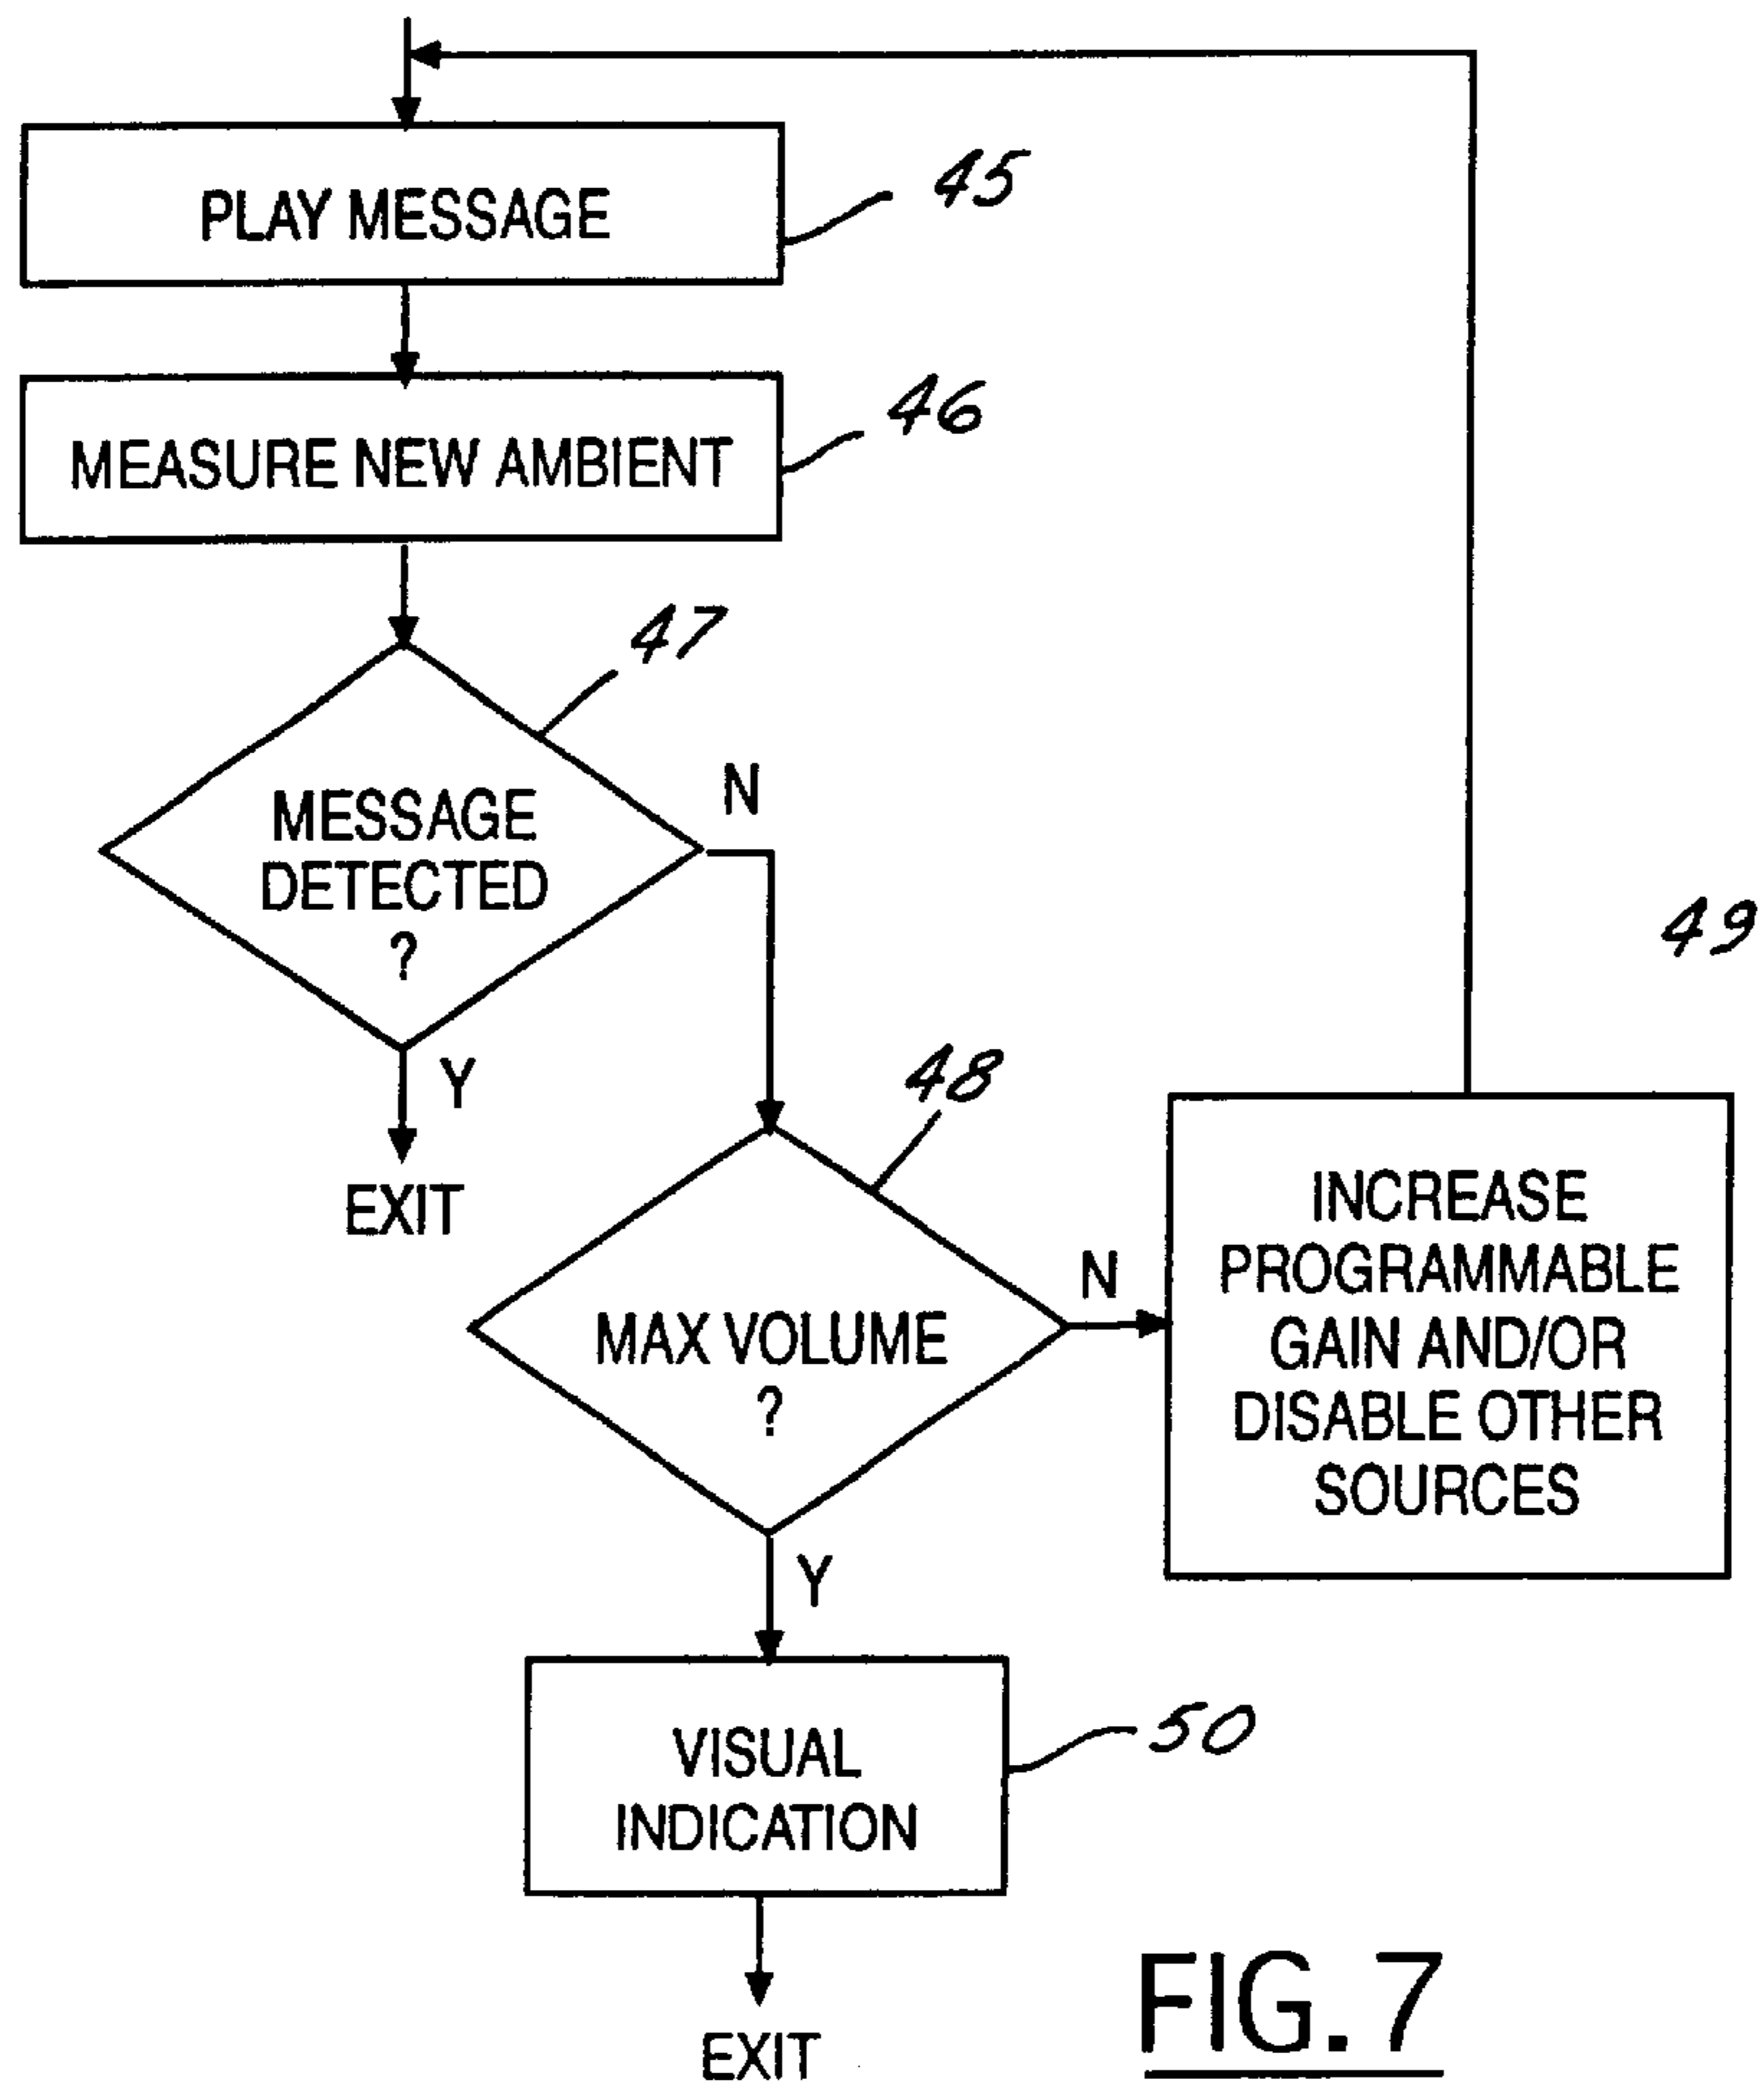 PLAY MESSAGE
45
MEASURE NEW AMBIENT
46
47
MESSAGE
DETECTED
?
N
Y
EXIT
48
MAX VOLUME
?
N
49
INCREASE
PROGRAMMABLE
GAIN AND/OR
DISABLE OTHER
SOURCES
Y
VISUAL
INDICATION
50
EXIT
FIG. 7